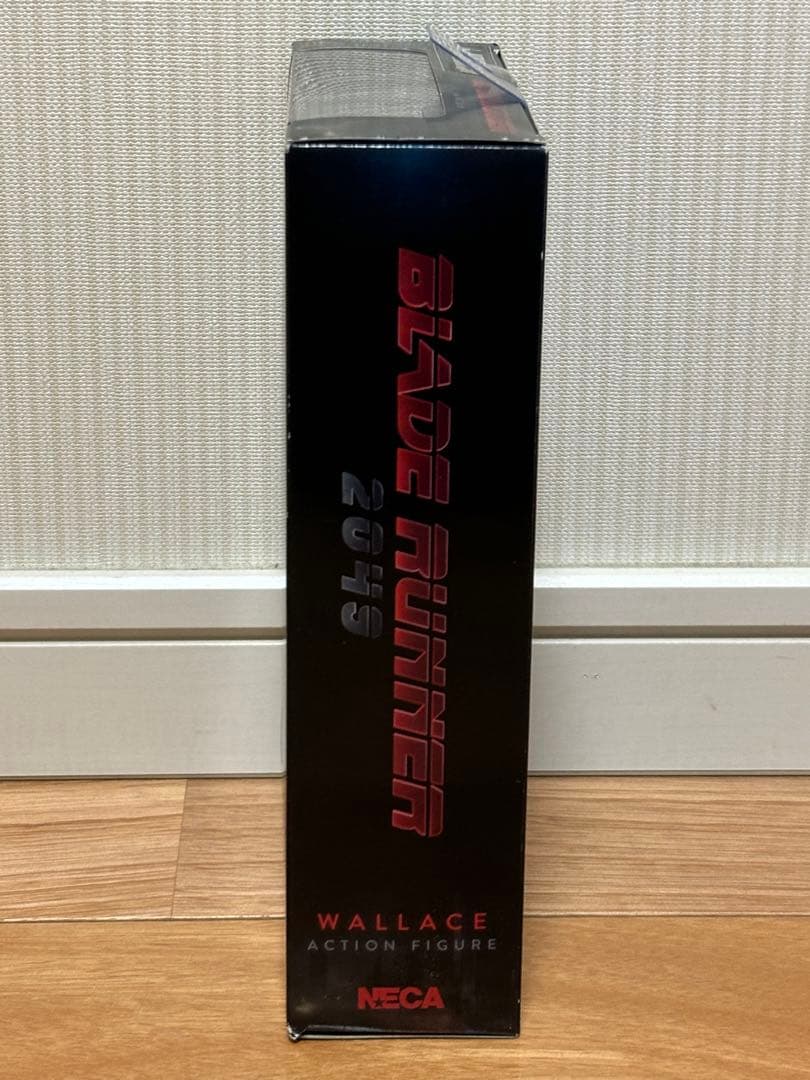 BLADE RUNNER
2049
WALLACE
ACTION FIGURE
NECA